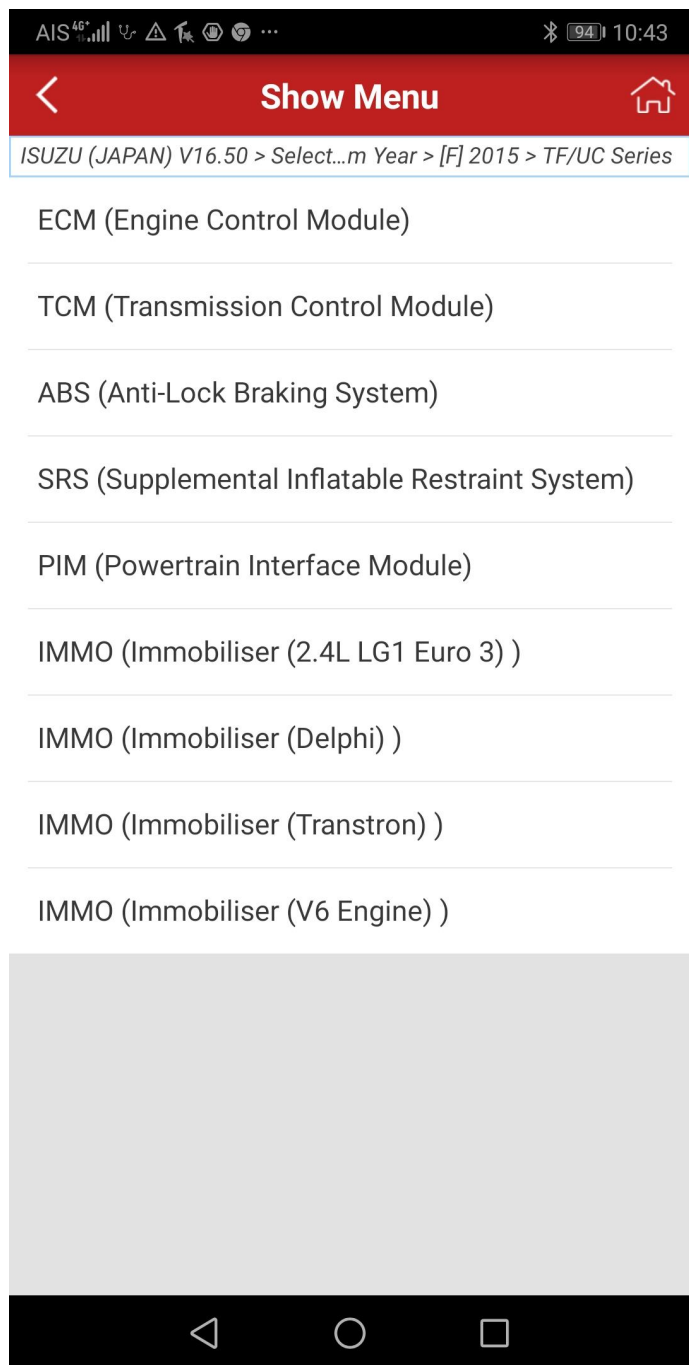 AIS 4G+ 94 10:43
Show Menu
ISUZU (JAPAN) V16.50 > Select...m Year > [F] 2015 > TF/UC Series
ECM (Engine Control Module)
TCM (Transmission Control Module)
ABS (Anti-Lock Braking System)
SRS (Supplemental Inflatable Restraint System)
PIM (Powertrain Interface Module)
IMMO (Immobiliser (2.4L LG1 Euro 3) )
IMMO (Immobiliser (Delphi) )
IMMO (Immobiliser (Transtron) )
IMMO (Immobiliser (V6 Engine) )